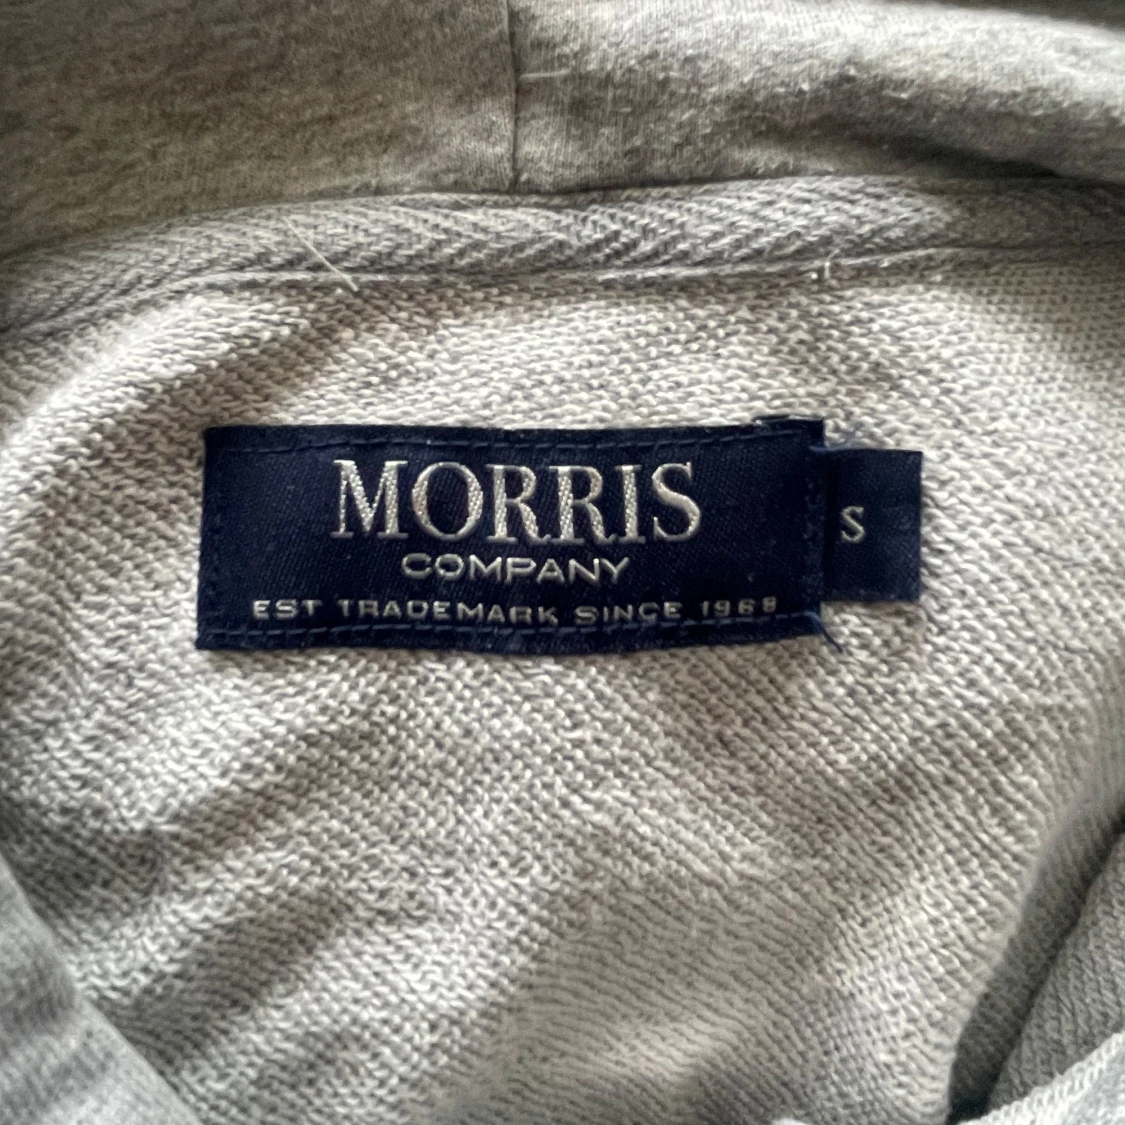 MORRIS
COMPANY
EST TRADEMARK SINCE 1968
S